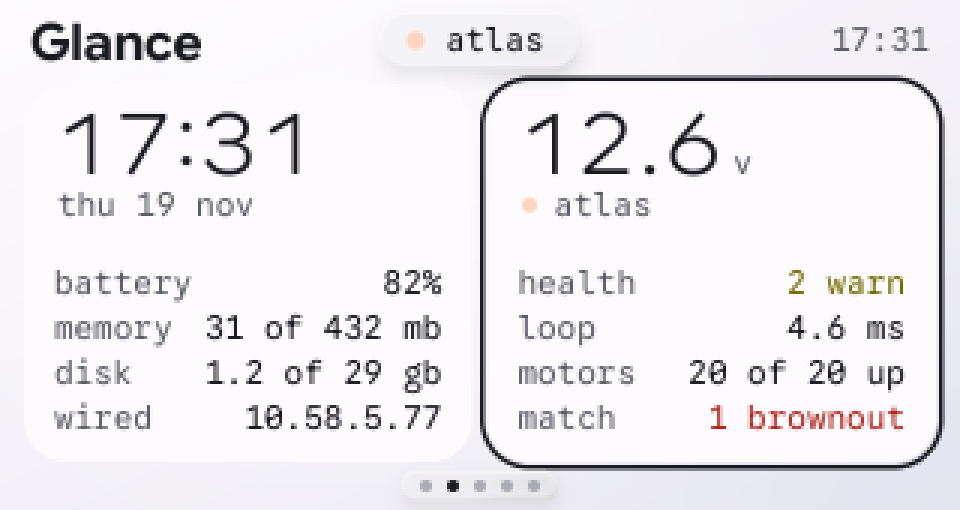 Glance
atlas
17:31
17:31
thu 19 nov
battery 82%
memory 31 of 432 mb
disk 1.2 of 29 gb
wired 10.58.5.77
12.6 v
atlas
health 2 warn
loop 4.6 ms
motors 20 of 20 up
match 1 brownout